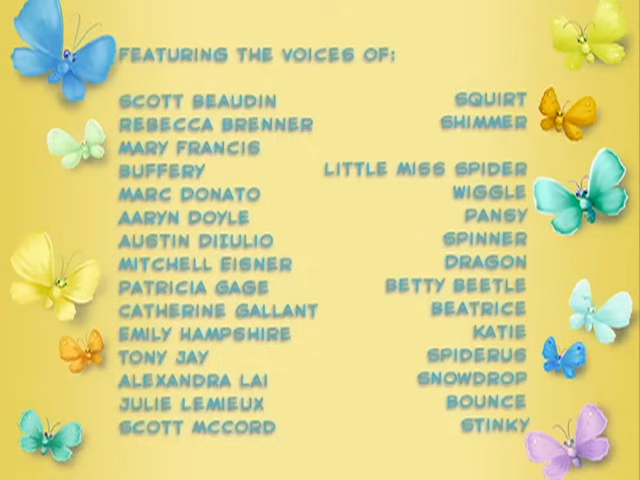 FEATURING THE VOICES OF:
SCOTT BEAUDIN SQUIRT
REBECCA BRENNER SHIMMER
MARY FRANCIS
BUFFERY LITTLE MISS SPIDER
MARC DONATO WIGGLE
AARYN DOYLE PANSY
AUSTIN DIIULIO SPINNER
MITCHELL EISNER DRAGON
PATRICIA GAGE BETTY BEETLE
CATHERINE GALLANT BEATRICE
EMILY HAMPSHIRE KATIE
TONY JAY SPIDERUS
ALEXANDRA LAI SNOWDROP
JULIE LEMIEUX BOUNCE
SCOTT MCCORD STINKY